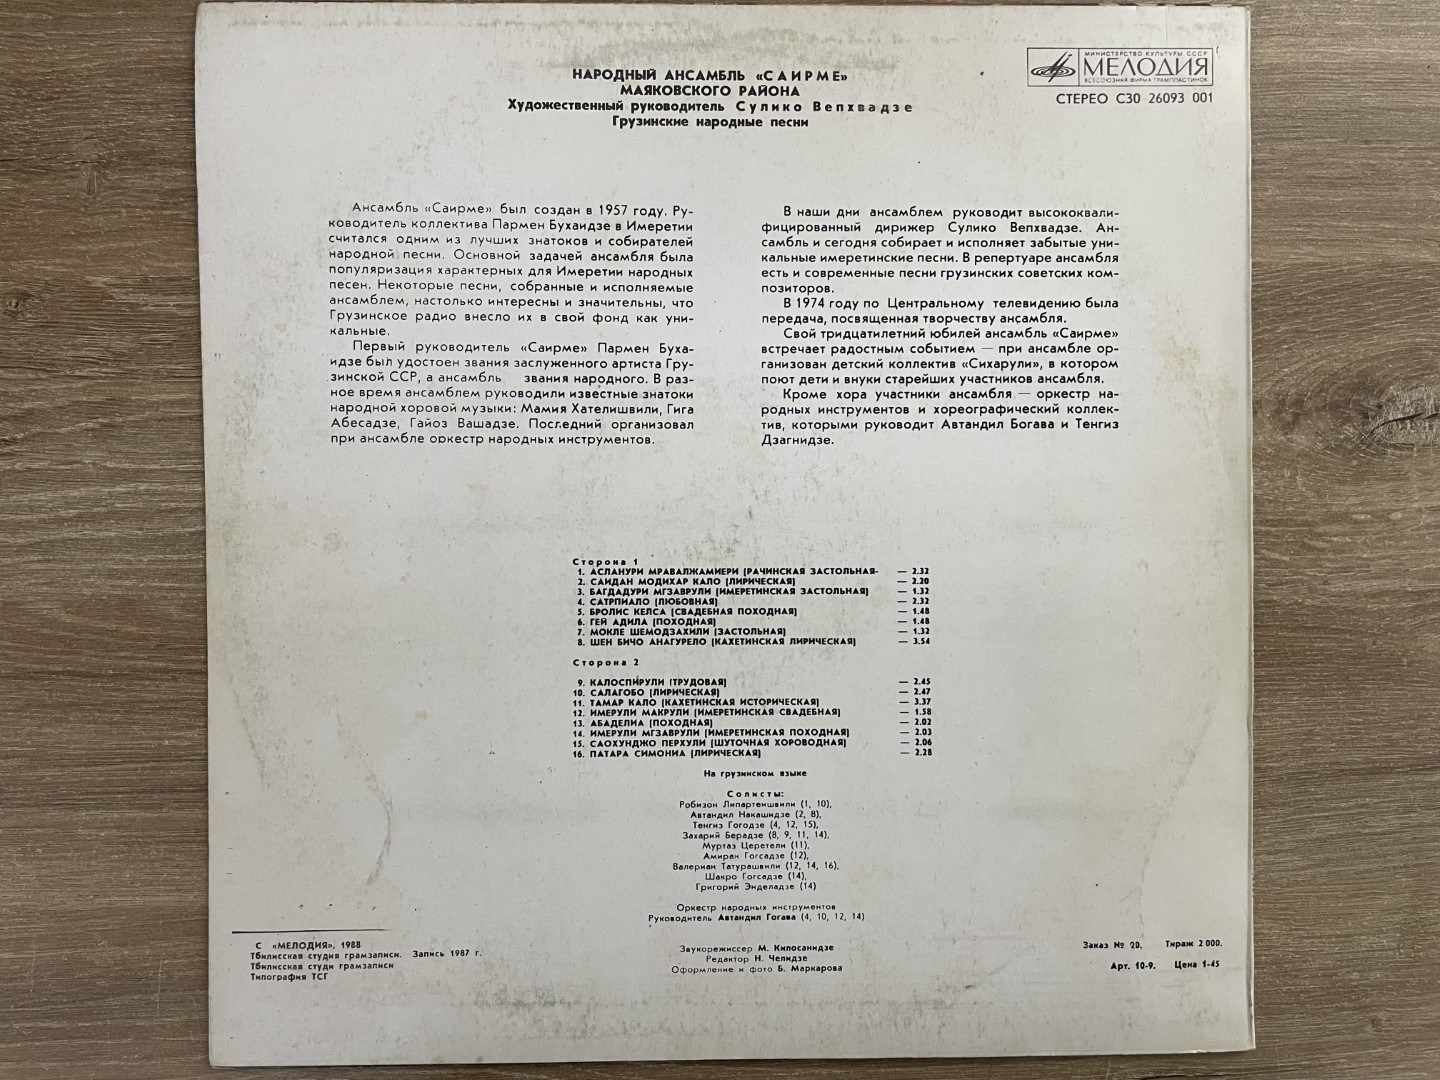 МИНИСТЕРСТВО КУЛЬТУРЫ СССР
МЕЛОДИЯ
ВСЕСОЮЗНАЯ ФИРМА ГРАМПЛАСТИНОК
СТЕРЕО С30 26093 001
НАРОДНЫЙ АНСАМБЛЬ «САИРМЕ»
МАЯКОВСКОГО РАЙОНА
Художественный руководитель Сулико Вепхвадзе
Грузинские народные песни
Ансамбль «Саирме» был создан в 1957 году. Ру-
ководитель коллектива Пармен Бухаидзе в Имеретии
считался одним из лучших знатоков и собирателей
народной песни. Основной задачей ансамбля была
популяризация характерных для Имеретии народных
песен. Некоторые песни, собранные и исполняемые
ансамблем, настолько интересны и значительны, что
Грузинское радио внесло их в свой фонд как уни-
кальные.
Первый руководитель «Саирме» Пармен Буха-
идзе был удостоен звания заслуженного артиста Гру-
зинской ССР, а ансамбль звания народного. В раз-
ное время ансамблем руководили известные знатоки
народной хоровой музыки: Мамия Хателишвили, Гига
Абесадзе, Гайоз Вашадзе. Последний организовал
при ансамбле оркестр народных инструментов.
В наши дни ансамблем руководит высококвали-
фицированный дирижер Сулико Вепхвадзе. Ан-
самбль и сегодня собирает и исполняет забытые уни-
кальные имеретинские песни. В репертуаре ансамбля
есть и современные песни грузинских советских ком-
позиторов.
В 1974 году по Центральному телевидению была
передача, посвященная творчеству ансамбля.
Свой тридцатилетний юбилей ансамбль «Саирме»
встречает радостным событием — при ансамбле ор-
ганизован детский коллектив «Сихарули», в котором
поют дети и внуки старейших участников ансамбля.
Кроме хора участники ансамбля — оркестр на-
родных инструментов и хореографический коллек-
тив, которыми руководит Автандил Богава и Тенгиз
Дзагнидзе.
Сторона 1
1. АСЛАНУРИ МРАВАЛЖАМИЕРИ (РАЧИНСКАЯ ЗАСТОЛЬНАЯ- — 2.32
2. САИДАН МОДИХАР КАЛО (ЛИРИЧЕСКАЯ) — 2.20
3. БАГДАДУРИ МГЗАВРУЛИ (ИМЕРЕТИНСКАЯ ЗАСТОЛЬНАЯ) — 1.32
4. САТРПИАЛО (ЛЮБОВНАЯ) — 2.32
5. БРОЛИС КЕЛСА (СВАДЕБНАЯ ПОХОДНАЯ) — 1.48
6. ГЕЙ АДИЛА (ПОХОДНАЯ) — 1.48
7. МОКЛЕ ШЕМОДЗАХИЛИ (ЗАСТОЛЬНАЯ) — 1.32
8. ШЕН БИЧО АНАГУРЕЛО (КАХЕТИНСКАЯ ЛИРИЧЕСКАЯ) — 3.54
Сторона 2
9. КАЛОСПИРУЛИ (ТРУДОВАЯ) — 2.45
10. САЛАГОБО (ЛИРИЧЕСКАЯ) — 2.47
11. ТАМАР КАЛО (КАХЕТИНСКАЯ ИСТОРИЧЕСКАЯ) — 3.37
12. ИМЕРУЛИ МАКРУЛИ (ИМЕРЕТИНСКАЯ СВАДЕБНАЯ) — 1.58
13. АБАДЕЛИА (ПОХОДНАЯ) — 2.02
14. ИМЕРУЛИ МГЗАВРУЛИ (ИМЕРЕТИНСКАЯ ПОХОДНАЯ) — 2.03
15. САОХУНДЖО ПЕРХУЛИ (ШУТОЧНАЯ ХОРОВОДНАЯ) — 2.06
16. ПАТАРА СИМОНИА (ЛИРИЧЕСКАЯ) — 2.28
На грузинском языке
Солисты:
Робизон Липартеишвили (1, 10),
Автандил Накашидзе (2, 8),
Тенгиз Гогодзе (4, 12, 15),
Захарий Берадзе (8, 9, 11, 14),
Муртаз Церетели (11),
Амиран Гогсадзе (12),
Валериан Татурашвили (12, 14, 16),
Шакро Гогсадзе (14),
Григорий Энделадзе (14)
Оркестр народных инструментов
Руководитель Автандил Гогава (4, 10, 12, 14)
Звукорежиссер М. Килосанидзе
Редактор Н. Челидзе
Оформление и фото Б. Маркарова
С «МЕЛОДИЯ», 1988
Тбилисская студия грамзаписи. Запись 1987 г.
Тбилисская студи грамзаписи
Типография ТСГ
Заказ № 20. Тираж 2 000.
Арт. 10-9. Цена 1-45